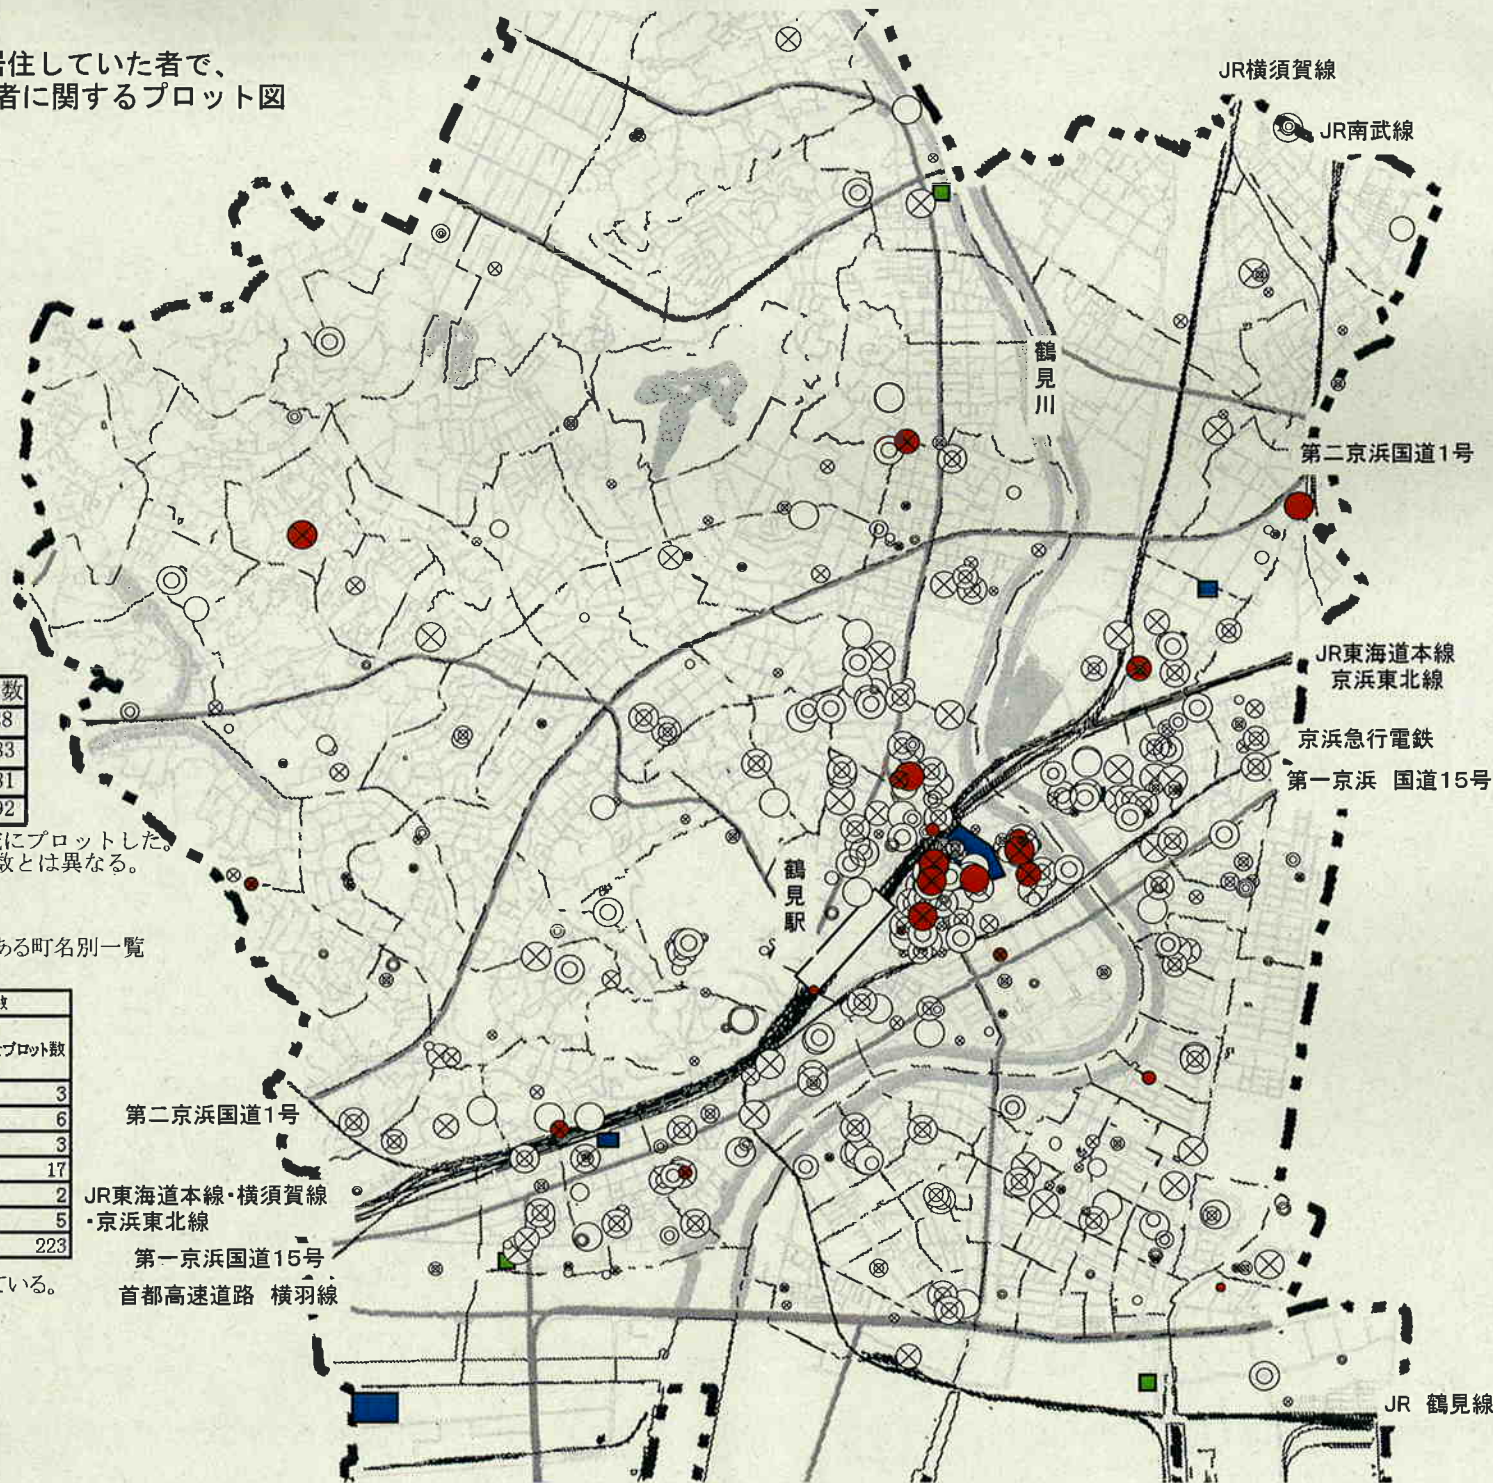 居住していた者で、
者に関するプロット図
JR横須賀線
JR南武線
鶴見川
第二京浜国道1号
JR東海道本線
京浜東北線
京浜急行電鉄
第一京浜 国道15号
数
8
33
31
92
にプロットした。
数とは異なる。
鶴見駅
ある町名別一覧
プロット数
3
6
3
17
2
5
223
ている。
第二京浜国道1号
JR東海道本線・横須賀線
・京浜東北線
第一京浜国道15号
首都高速道路 横羽線
JR 鶴見線